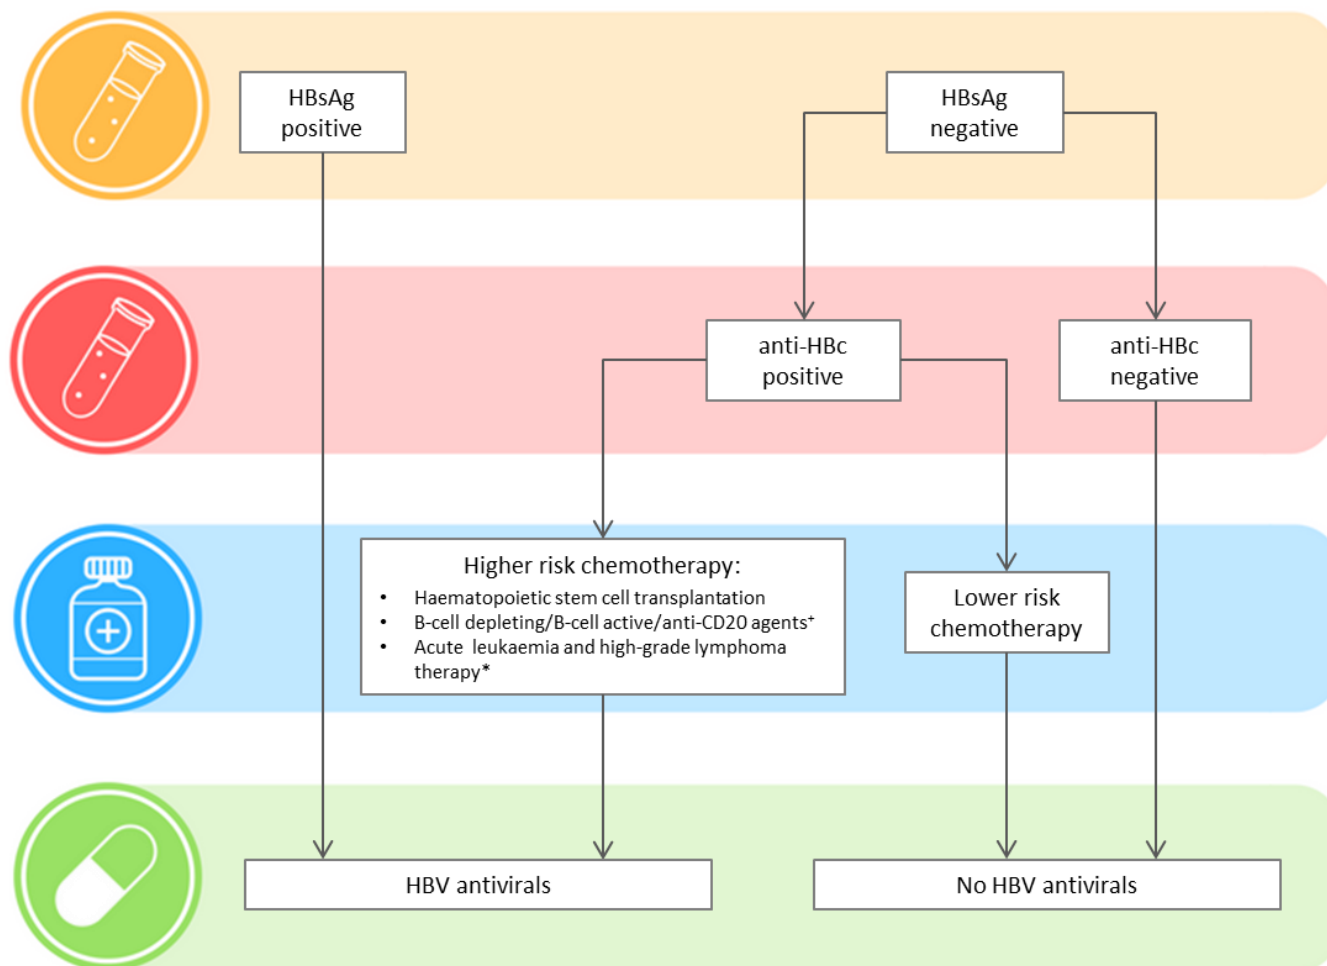 HBsAg
positive
HBsAg
negative
anti-HBc
positive
anti-HBc
negative
Higher risk chemotherapy:
• Haematopoietic stem cell transplantation
• B-cell depleting/B-cell active/anti-CD20 agents⁺
• Acute leukaemia and high-grade lymphoma
therapy*
Lower risk
chemotherapy
HBV antivirals
No HBV antivirals